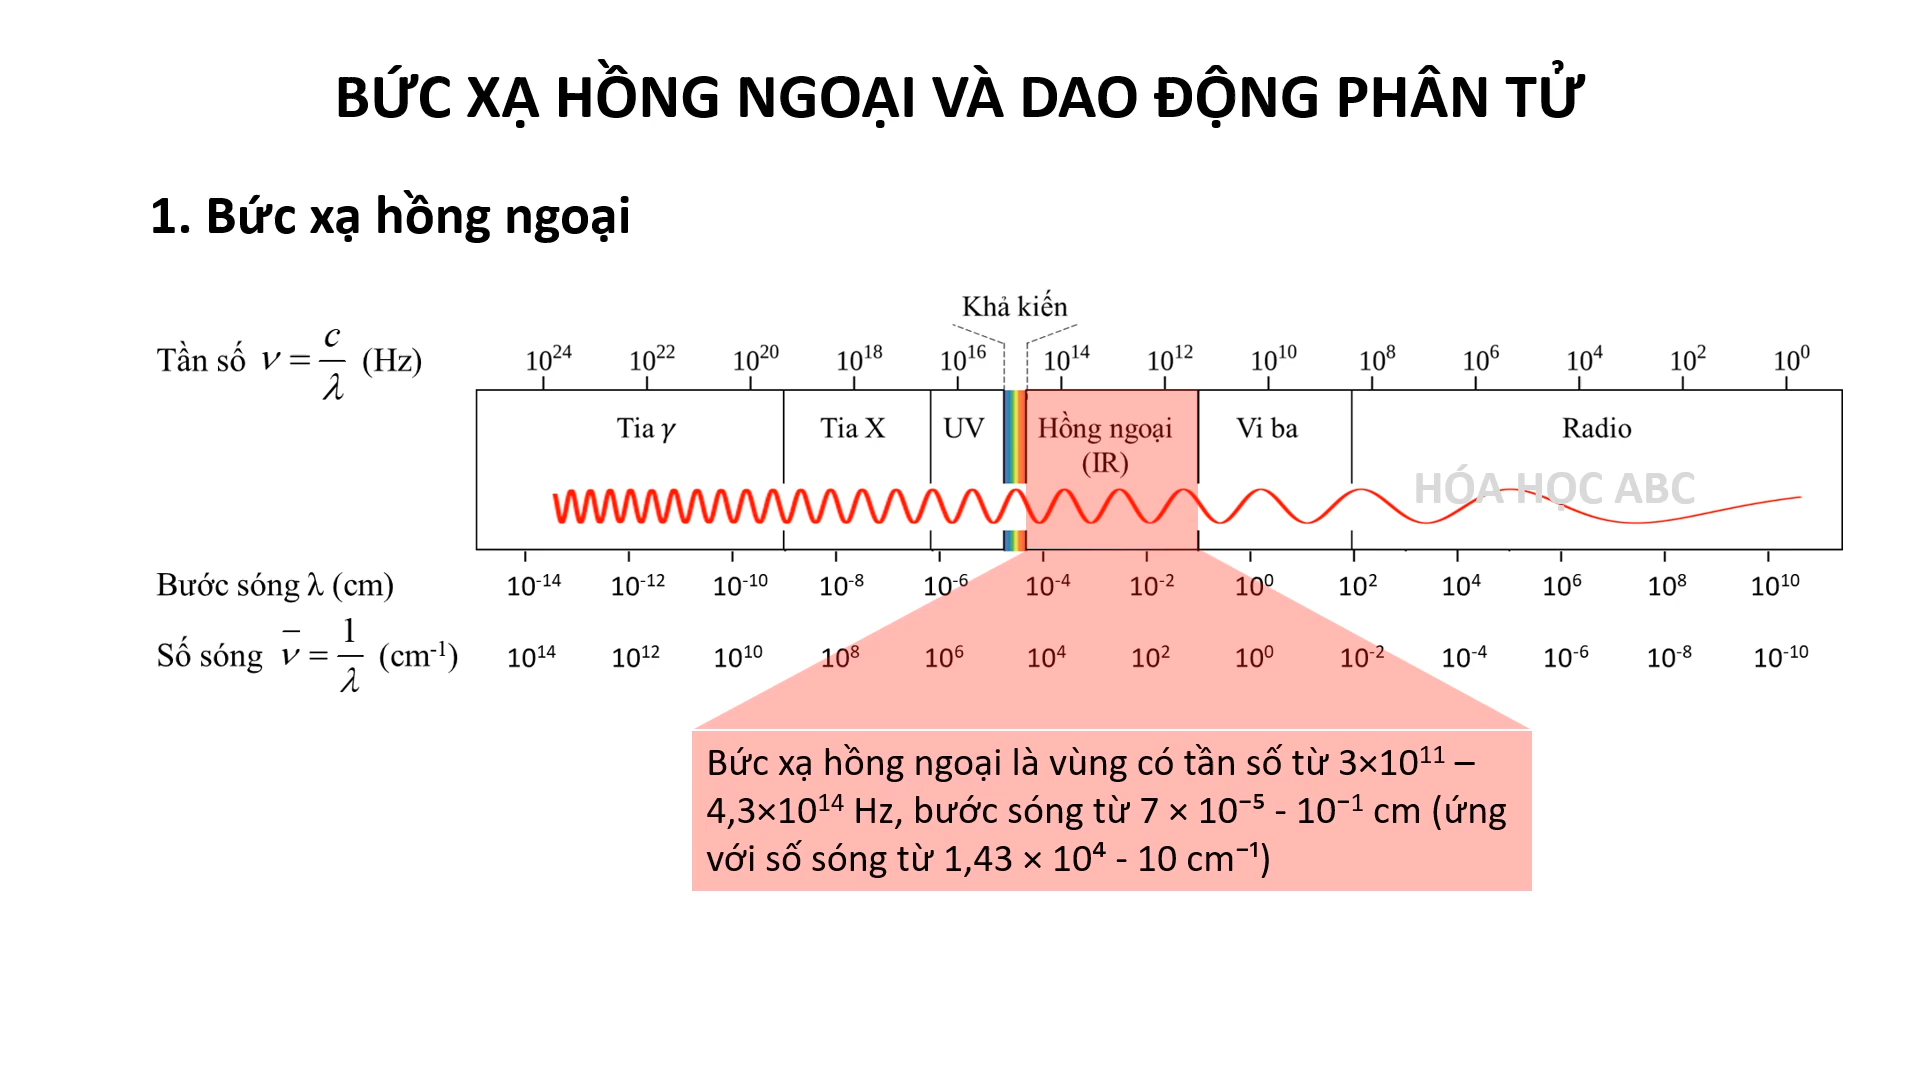 BỨC XẠ HỒNG NGOẠI VÀ DAO ĐỘNG PHÂN TỬ
1. Bức xạ hồng ngoại
Khả kiến
Tần số ν = c/λ (Hz) 10²⁴ 10²² 10²⁰ 10¹⁸ 10¹⁶ 10¹⁴ 10¹² 10¹⁰ 10⁸ 10⁶ 10⁴ 10² 10⁰
Tia γ Tia X UV Hồng ngoại Vi ba Radio
(IR)
HÓA HỌC ABC
Bước sóng λ (cm) 10⁻¹⁴ 10⁻¹² 10⁻¹⁰ 10⁻⁸ 10⁻⁶ 10⁻⁴ 10⁻² 10⁰ 10² 10⁴ 10⁶ 10⁸ 10¹⁰
Số sóng ν̅ = 1/λ (cm⁻¹) 10¹⁴ 10¹² 10¹⁰ 10⁸ 10⁶ 10⁴ 10² 10⁰ 10⁻² 10⁻⁴ 10⁻⁶ 10⁻⁸ 10⁻¹⁰
Bức xạ hồng ngoại là vùng có tần số từ 3×10¹¹ –
4,3×10¹⁴ Hz, bước sóng từ 7 × 10⁻⁵ - 10⁻¹ cm (ứng
với số sóng từ 1,43 × 10⁴ - 10 cm⁻¹)